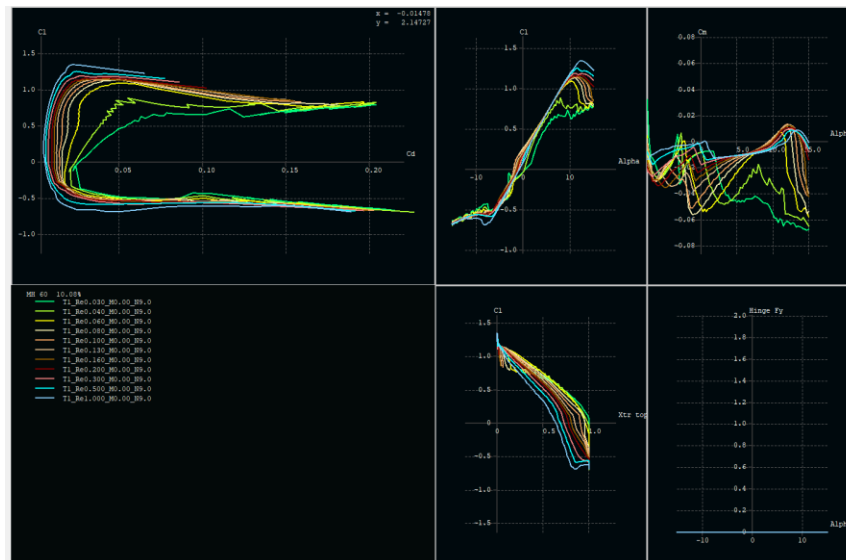 x = -0.01478
y = 2.14727
Cl
1.5
1.0
0.5
0
-0.5
-1.0
0.05
0.10
0.15
0.20
Cd
Cl
1.5
1.0
0.5
-0.5
-1.0
-10
10
Alpha
Cm
0.08
0.06
0.04
0.02
0
-0.02
-0.04
-0.06
-0.08
5.0
10.0
15.0
Alph
MH 60 10.08%
T1_Re0.030_M0.00_N9.0
T1_Re0.040_M0.00_N9.0
T1_Re0.060_M0.00_N9.0
T1_Re0.080_M0.00_N9.0
T1_Re0.100_M0.00_N9.0
T1_Re0.130_M0.00_N9.0
T1_Re0.160_M0.00_N9.0
T1_Re0.200_M0.00_N9.0
T1_Re0.300_M0.00_N9.0
T1_Re0.500_M0.00_N9.0
T1_Re1.000_M0.00_N9.0
Cl
1.5
1.0
0.5
0
-0.5
-1.0
-1.5
0
0.5
1.0
Xtr top
Hinge Fy
2.0
1.8
1.6
1.4
1.2
1.0
0.8
0.6
0.4
0.2
0
-10
0
10
Alph